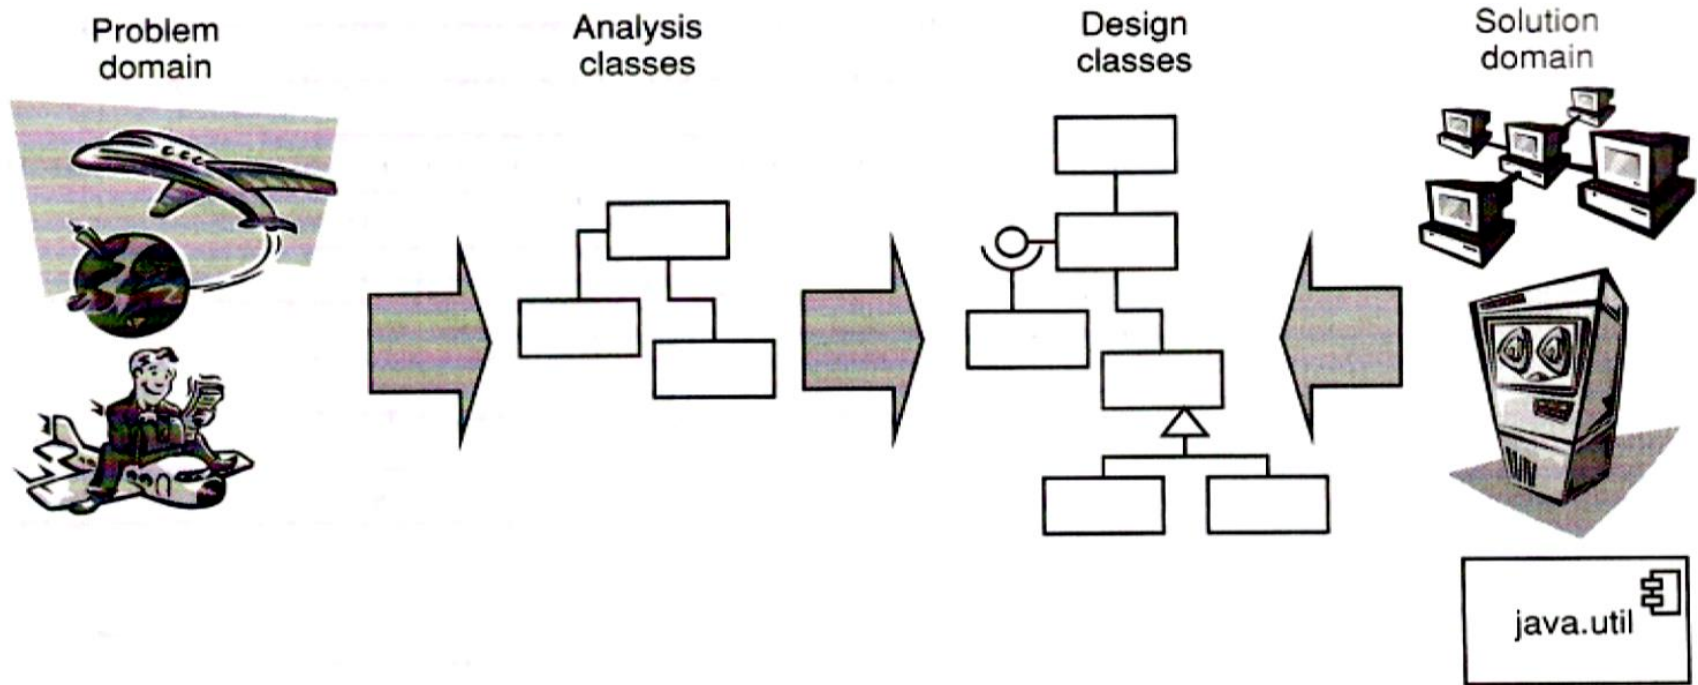 Problem
domain
Analysis
classes
Design
classes
Solution
domain
java.util